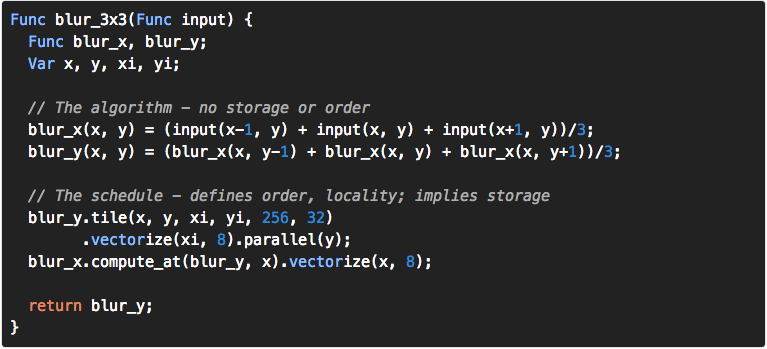 Func blur_3x3(Func input) {
  Func blur_x, blur_y;
  Var x, y, xi, yi;

  // The algorithm – no storage or order
  blur_x(x, y) = (input(x-1, y) + input(x, y) + input(x+1, y))/3;
  blur_y(x, y) = (blur_x(x, y-1) + blur_x(x, y) + blur_x(x, y+1))/3;

  // The schedule – defines order, locality; implies storage
  blur_y.tile(x, y, xi, yi, 256, 32)
        .vectorize(xi, 8).parallel(y);
  blur_x.compute_at(blur_y, x).vectorize(x, 8);

  return blur_y;
}